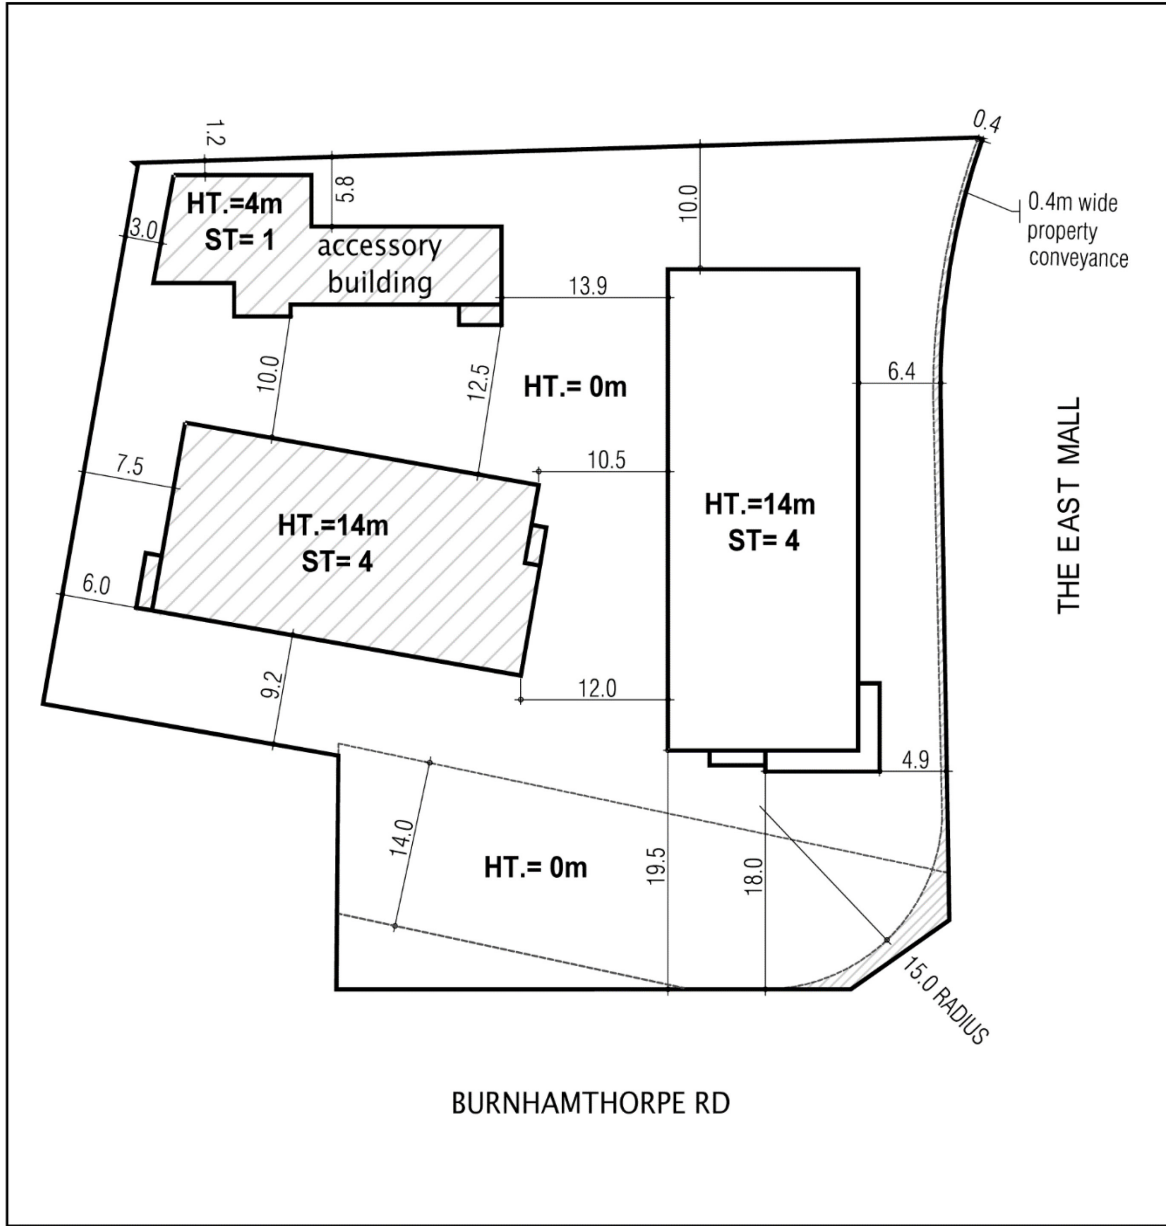 0.4
1.2
5.8
10.0
HT.=4m
ST= 1
accessory
building
0.4m wide
property
conveyance
3.0
13.9
10.0
12.5
HT.= 0m
6.4
THE EAST MALL
7.5
10.5
HT.=14m
ST= 4
HT.=14m
ST= 4
6.0
9.2
12.0
4.9
14.0
HT.= 0m
19.5
18.0
15.0 RADIUS
BURNHAMTHORPE RD